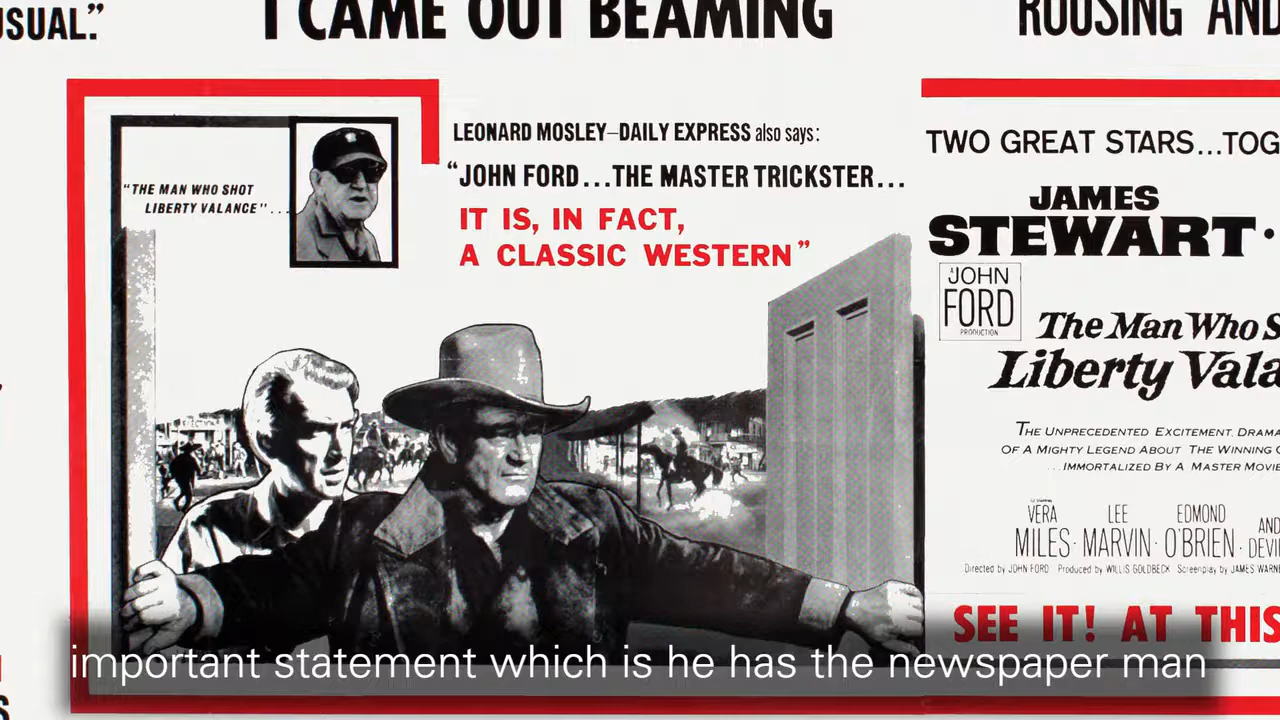 USUAL."
I CAME OUT BEAMING
ROUSING AND
LEONARD MOSLEY–DAILY EXPRESS also says:
"JOHN FORD...THE MASTER TRICKSTER...
IT IS, IN FACT,
A CLASSIC WESTERN"
"THE MAN WHO SHOT
LIBERTY VALANCE"...
TWO GREAT STARS...TOG
JAMES
STEWART·
JOHN
FORD
PRODUCTION
The Man Who S
Liberty Vala
THE UNPRECEDENTED EXCITEMENT, DRAMA
OF A MIGHTY LEGEND ABOUT THE WINNING O
...IMMORTALIZED BY A MASTER MOVIE
VERA LEE EDMOND
MILES· MARVIN· O'BRIEN· AND DEVI
Directed by JOHN FORD Produced by WILLIS GOLDBECK Screenplay by JAMES WARNE
SEE IT! AT THIS
important statement which is he has the newspaper man